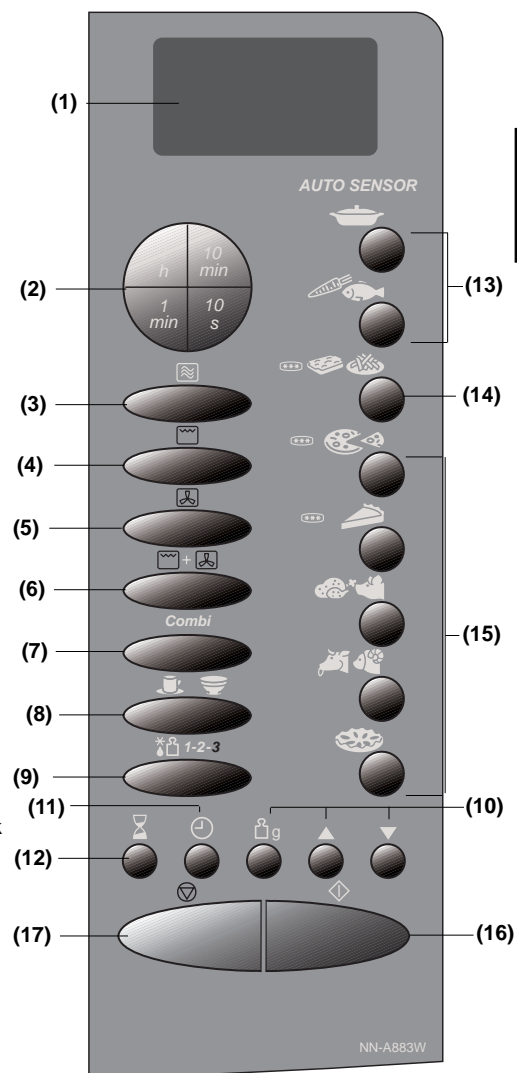 (1)
AUTO SENSOR
h
10
min
1
min
10
s
(2)
(13)
(3)
(14)
(4)
(5)
+
(6)
Combi
(7)
(15)
(8)
1-2-3
(9)
(11)
(10)
g
k
(12)
(17)
(16)
NN-A883W